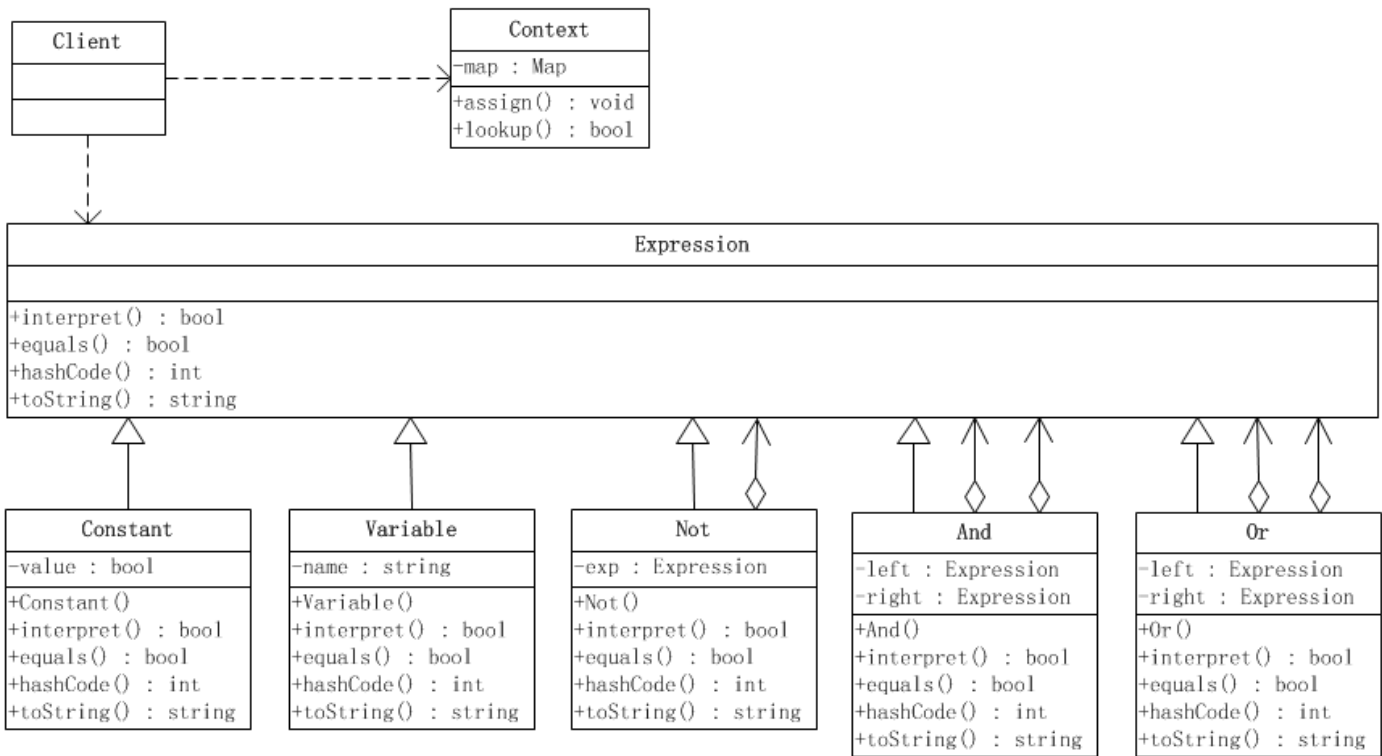 Client
Context
-map : Map
+assign() : void
+lookup() : bool
Expression
+interpret() : bool
+equals() : bool
+hashCode() : int
+toString() : string
Constant
-value : bool
+Constant()
+interpret() : bool
+equals() : bool
+hashCode() : int
+toString() : string
Variable
-name : string
+Variable()
+interpret() : bool
+equals() : bool
+hashCode() : int
+toString() : string
Not
-exp : Expression
+Not()
+interpret() : bool
+equals() : bool
+hashCode() : int
+toString() : string
And
-left : Expression
-right : Expression
+And()
+interpret() : bool
+equals() : bool
+hashCode() : int
+toString() : string
Or
-left : Expression
-right : Expression
+Or()
+interpret() : bool
+equals() : bool
+hashCode() : int
+toString() : string